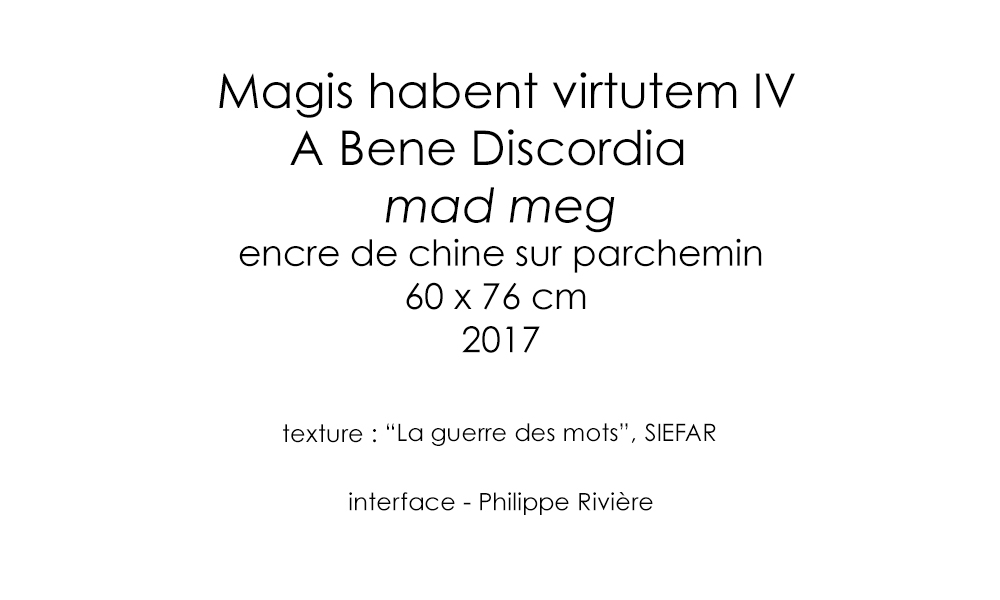 Magis habent virtutem IV
A Bene Discordia
mad meg
encre de chine sur parchemin
60 x 76 cm
2017
texture : “La guerre des mots”, SIEFAR
interface - Philippe Rivière